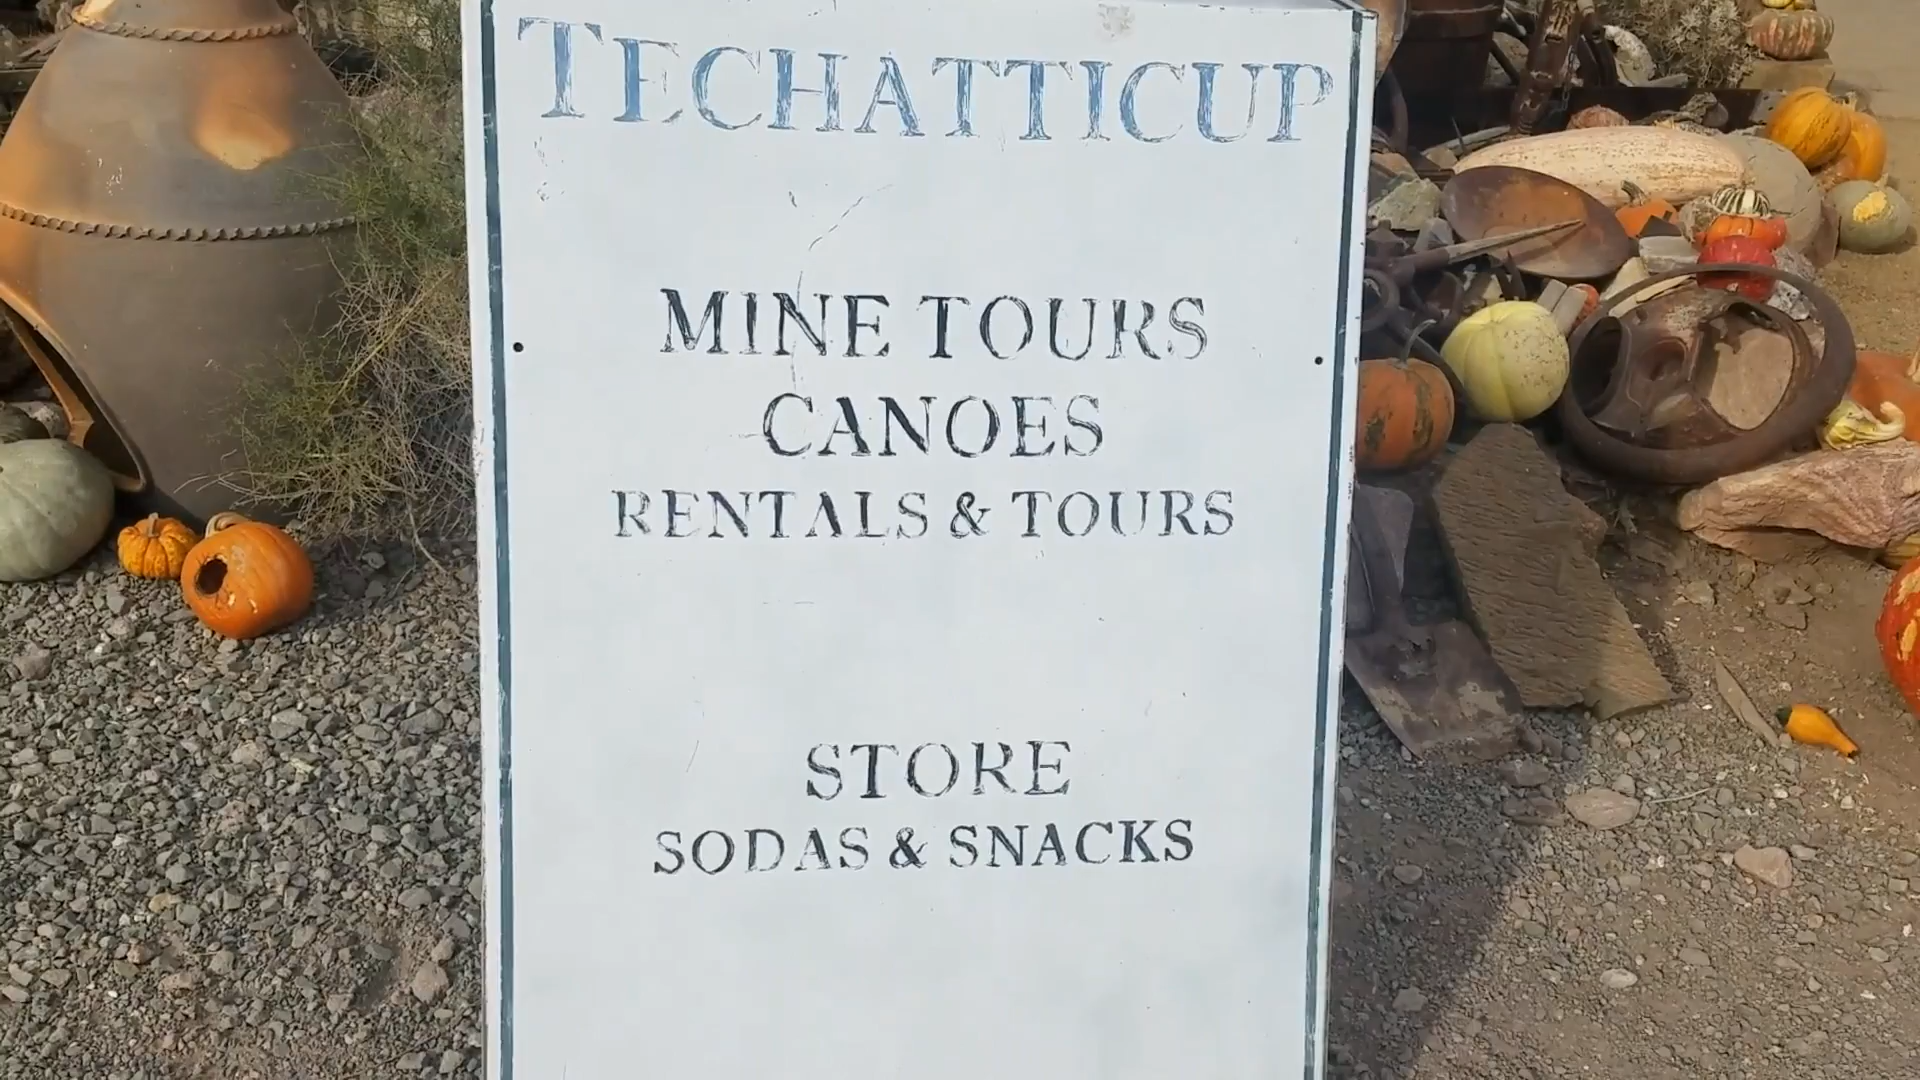 TECHATTICUP
MINE TOURS
CANOES
RENTALS & TOURS
STORE
SODAS & SNACKS